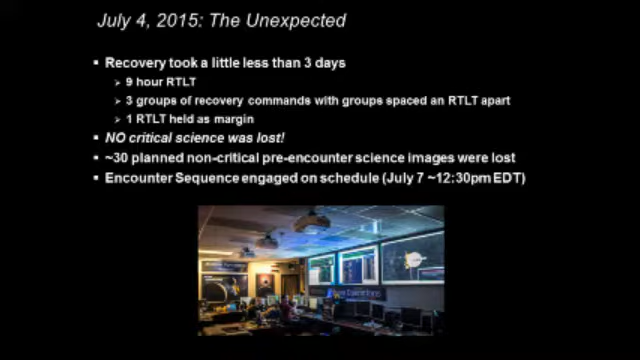 July 4, 2015: The Unexpected
▪ Recovery took a little less than 3 days
➢ 9 hour RTLT
➢ 3 groups of recovery commands with groups spaced an RTLT apart
➢ 1 RTLT held as margin
▪ NO critical science was lost!
▪ ~30 planned non-critical pre-encounter science images were lost
▪ Encounter Sequence engaged on schedule (July 7 ~12:30pm EDT)